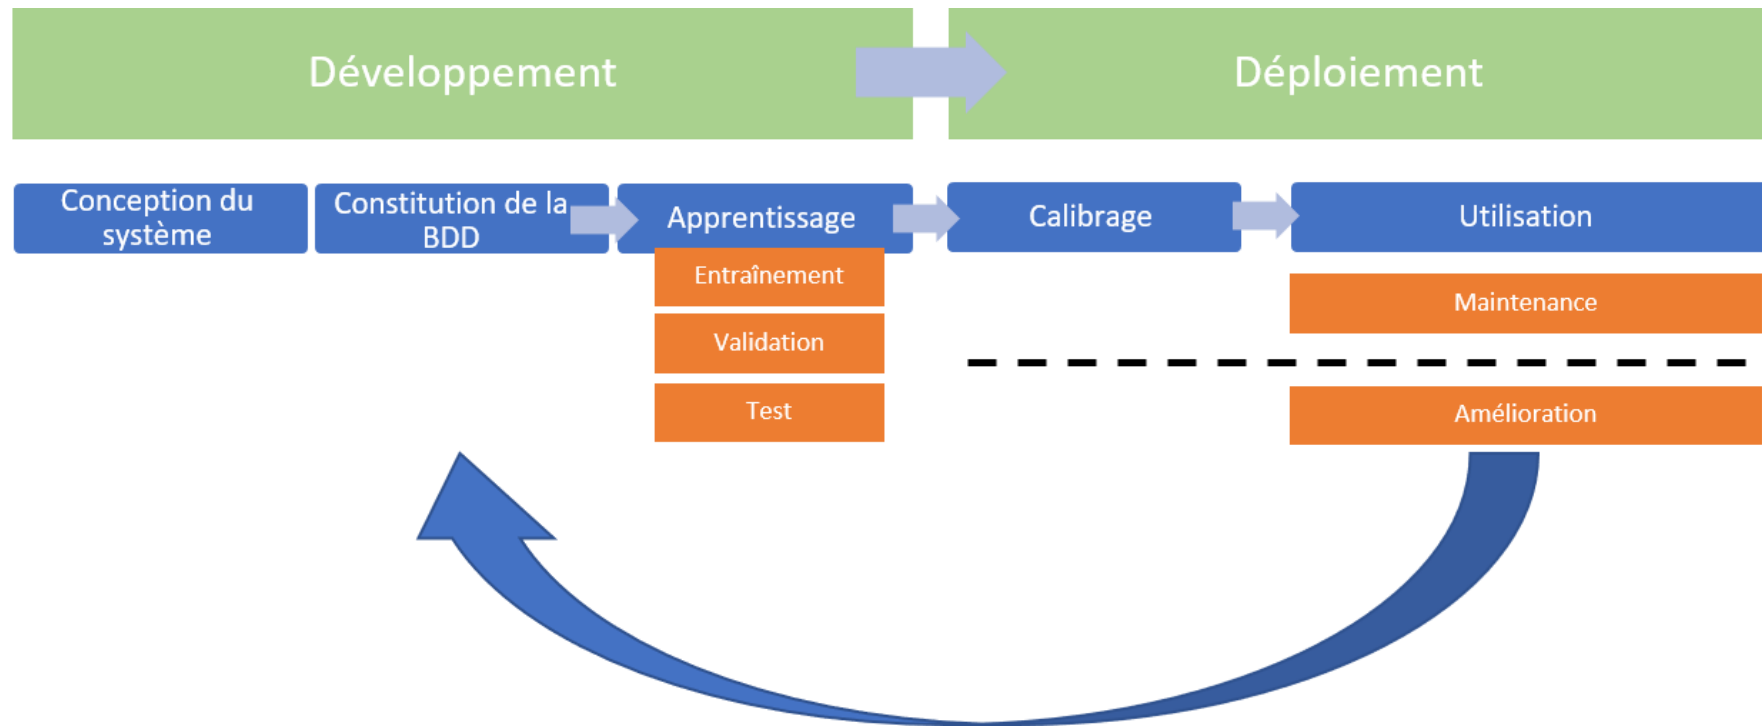 Développement
Déploiement
Conception du
système
Constitution de la
BDD
Apprentissage
Calibrage
Utilisation
Entraînement
Validation
Test
Maintenance
Amélioration